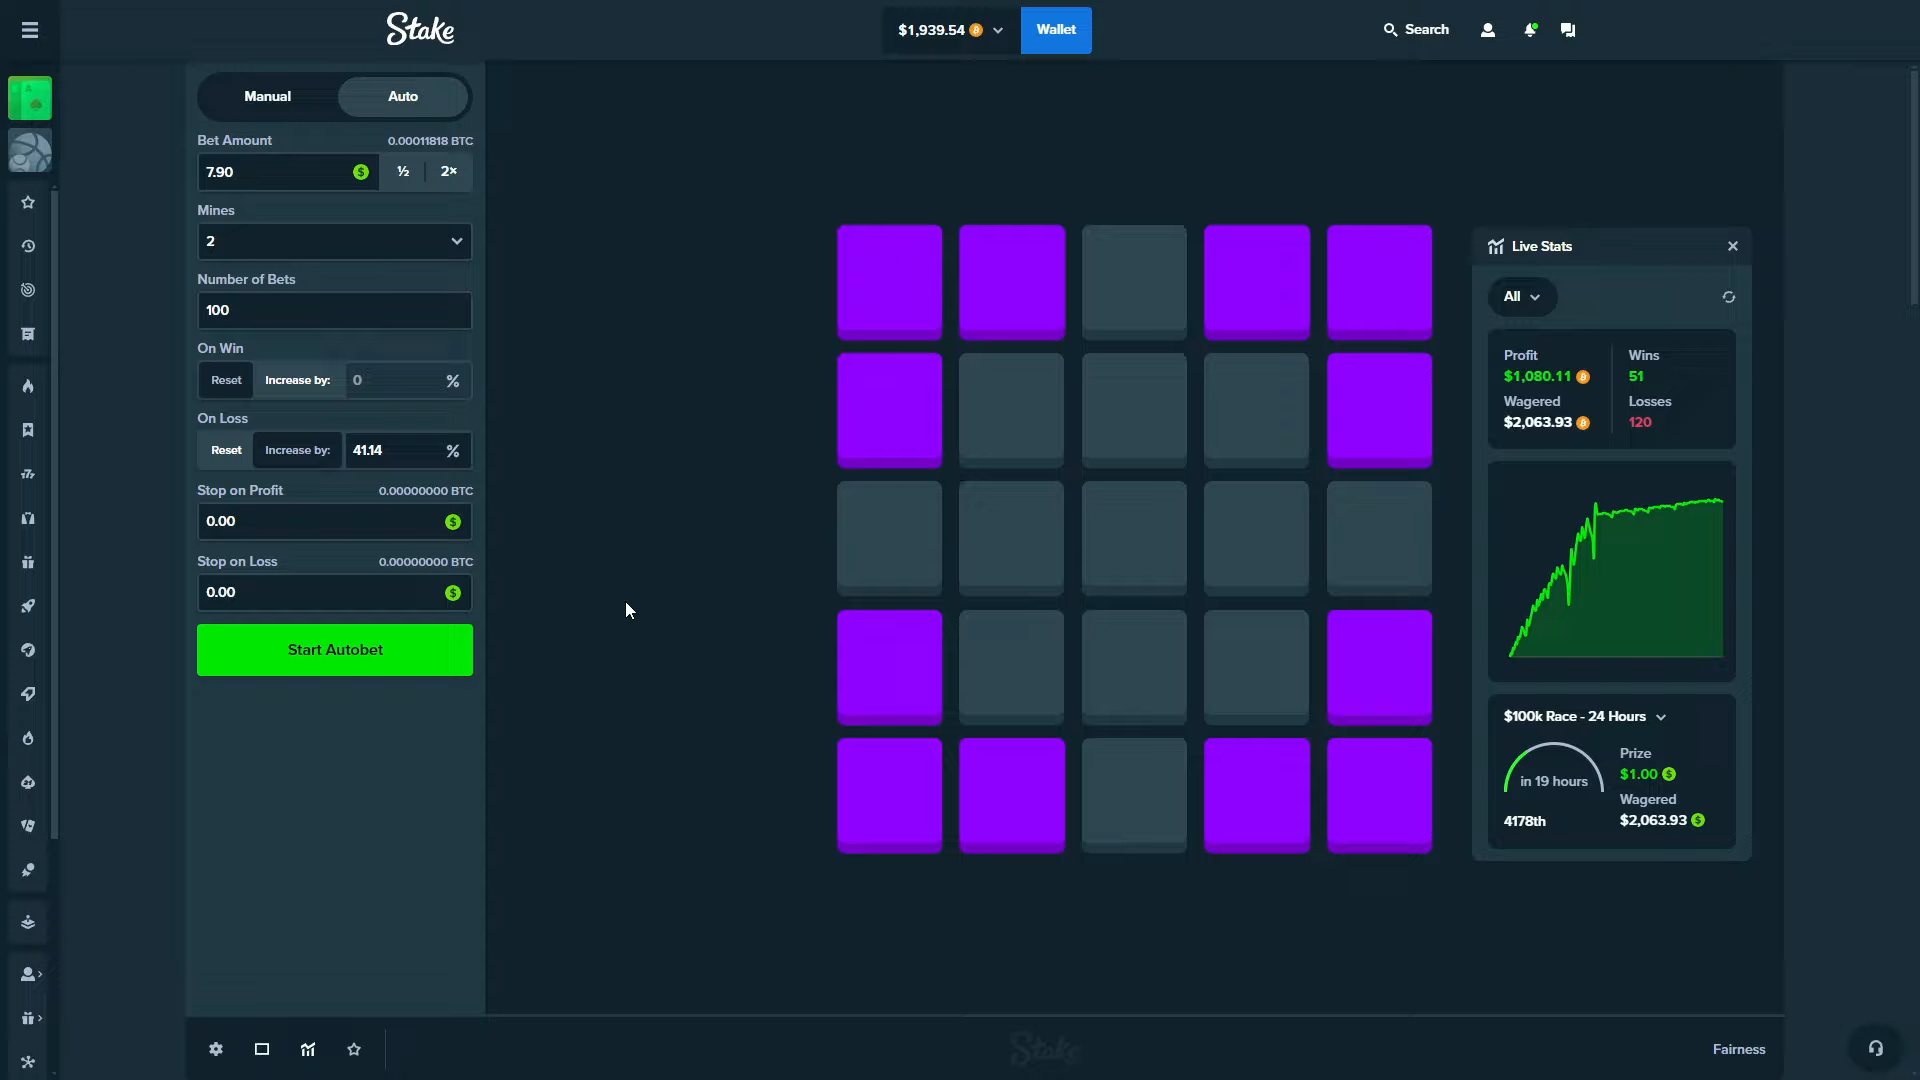 Stake
$1,939.54
Wallet
Search
Manual
Auto
Bet Amount
0.00011818 BTC
7.90
½
2×
Mines
2
Number of Bets
100
On Win
Reset
Increase by:
0
%
On Loss
Reset
Increase by:
41.14
%
Stop on Profit
0.00000000 BTC
0.00
Stop on Loss
0.00000000 BTC
0.00
Start Autobet
Live Stats
All
Profit
Wins
$1,080.11
51
Wagered
Losses
$2,063.93
120
$100k Race - 24 Hours
in 19 hours
Prize
$1.00
Wagered
4178th
$2,063.93
Stake
Fairness